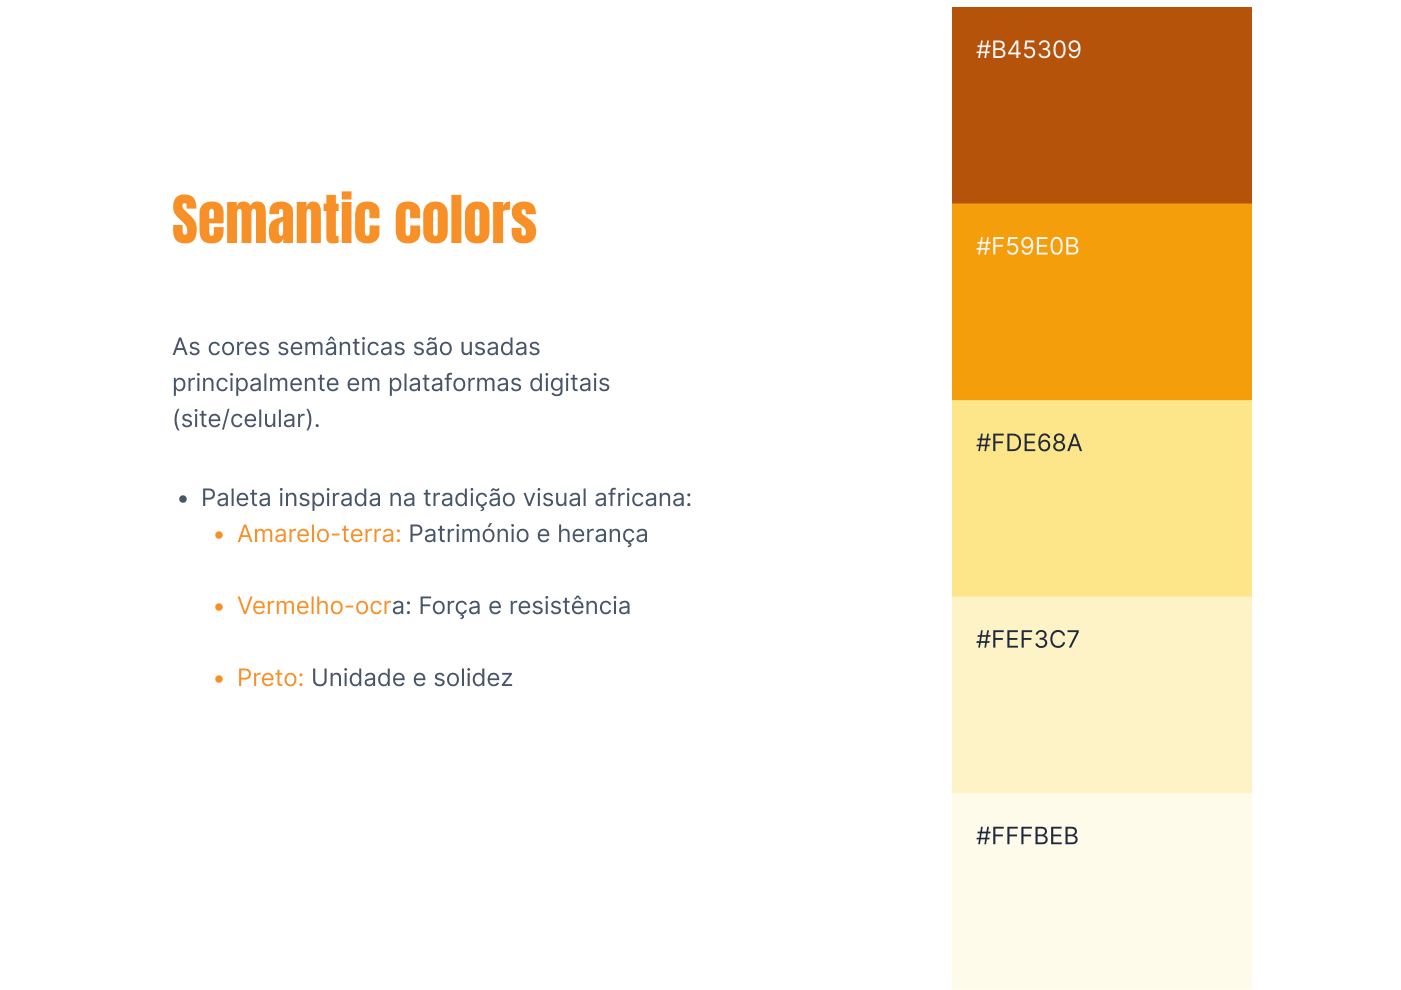 Semantic colors
As cores semânticas são usadas
principalmente em plataformas digitais
(site/celular).
• Paleta inspirada na tradição visual africana:
• Amarelo-terra: Património e herança
• Vermelho-ocra: Força e resistência
• Preto: Unidade e solidez
#B45309
#F59E0B
#FDE68A
#FEF3C7
#FFFBEB